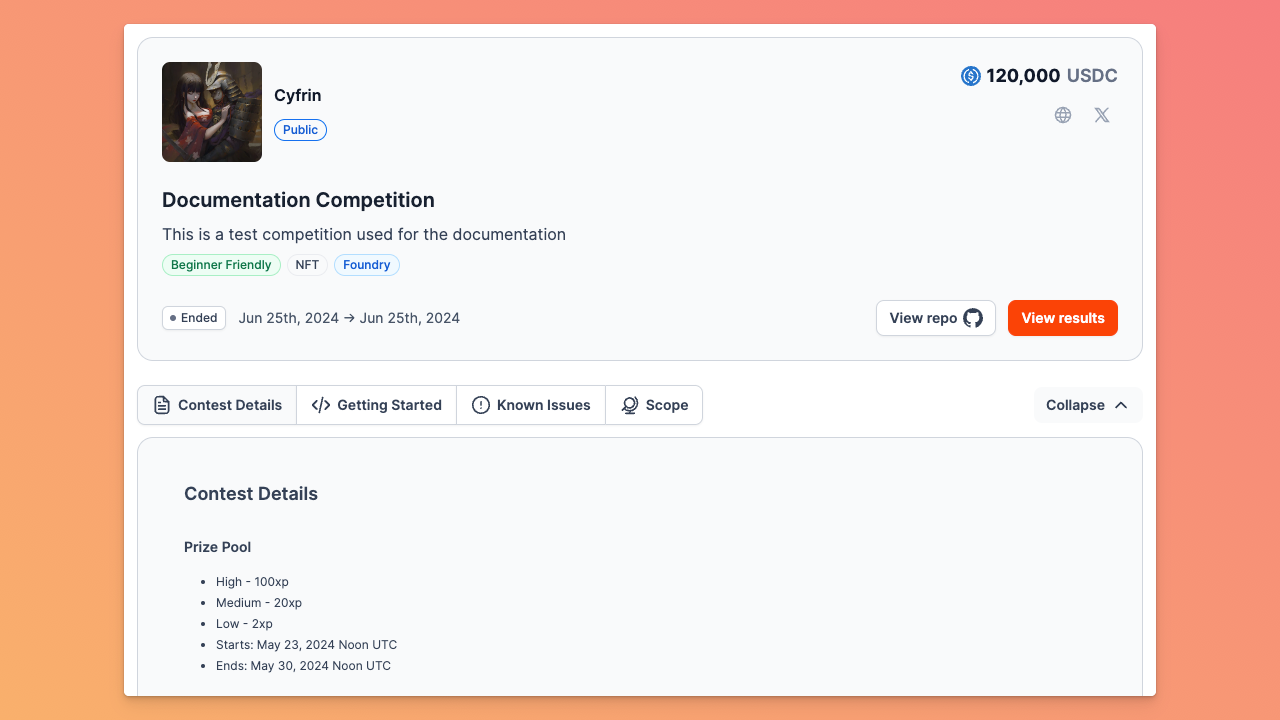 Cyfrin
Public
120,000 USDC
Documentation Competition
This is a test competition used for the documentation
Beginner Friendly NFT Foundry
Ended Jun 25th, 2024 → Jun 25th, 2024
View repo View results
Contest Details Getting Started Known Issues Scope Collapse
Contest Details
Prize Pool
• High - 100xp
• Medium - 20xp
• Low - 2xp
• Starts: May 23, 2024 Noon UTC
• Ends: May 30, 2024 Noon UTC